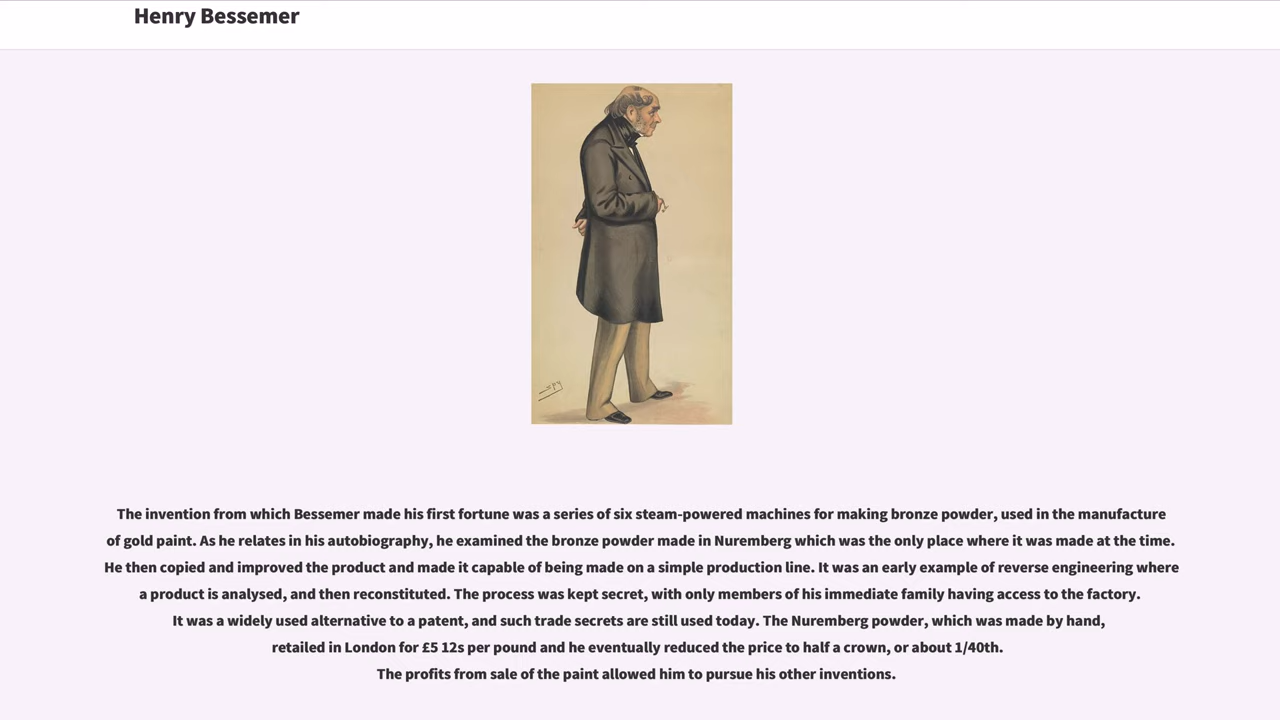 Henry Bessemer
Spy
The invention from which Bessemer made his first fortune was a series of six steam-powered machines for making bronze powder, used in the manufacture
of gold paint. As he relates in his autobiography, he examined the bronze powder made in Nuremberg which was the only place where it was made at the time.
He then copied and improved the product and made it capable of being made on a simple production line. It was an early example of reverse engineering where
a product is analysed, and then reconstituted. The process was kept secret, with only members of his immediate family having access to the factory.
It was a widely used alternative to a patent, and such trade secrets are still used today. The Nuremberg powder, which was made by hand,
retailed in London for £5 12s per pound and he eventually reduced the price to half a crown, or about 1/40th.
The profits from sale of the paint allowed him to pursue his other inventions.